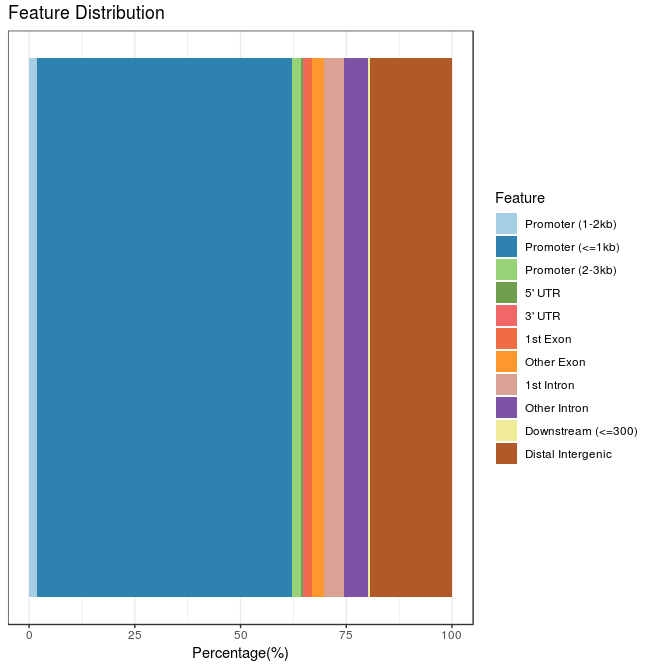 Feature Distribution
Feature
Promoter (1-2kb)
Promoter (<=1kb)
Promoter (2-3kb)
5' UTR
3' UTR
1st Exon
Other Exon
1st Intron
Other Intron
Downstream (<=300)
Distal Intergenic
0 25 50 75 100
Percentage(%)